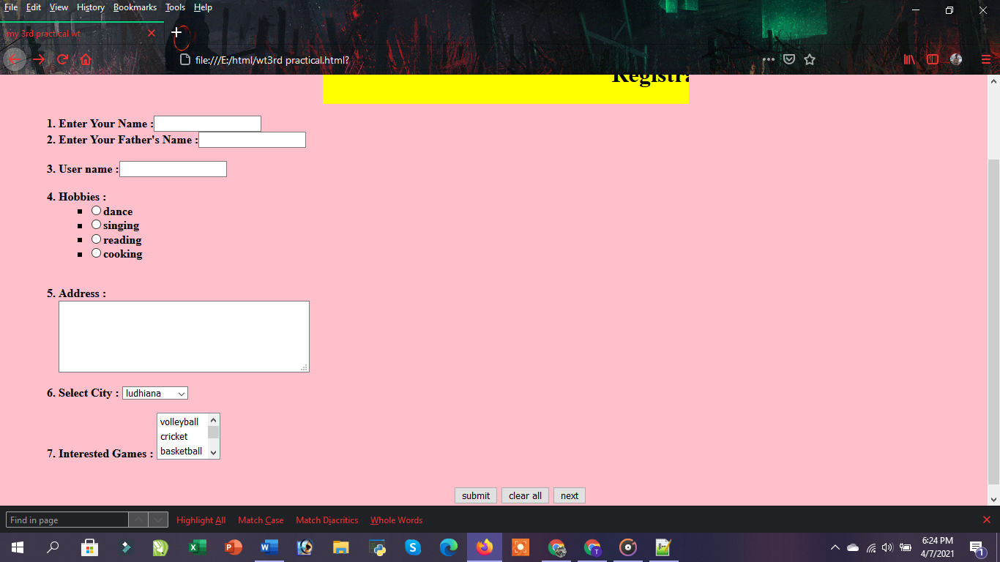 File Edit View History Bookmarks Tools Help
my 3rd practical wt
file:///E:/html/wt3rd practical.html?
Registra
1. Enter Your Name :
2. Enter Your Father's Name :
3. User name :
4. Hobbies :
dance
singing
reading
cooking
5. Address :
6. Select City : ludhiana
volleyball
cricket
basketball
7. Interested Games :
submit clear all next
Find in page Highlight All Match Case Match Diacritics Whole Words
6:24 PM
4/7/2021
1